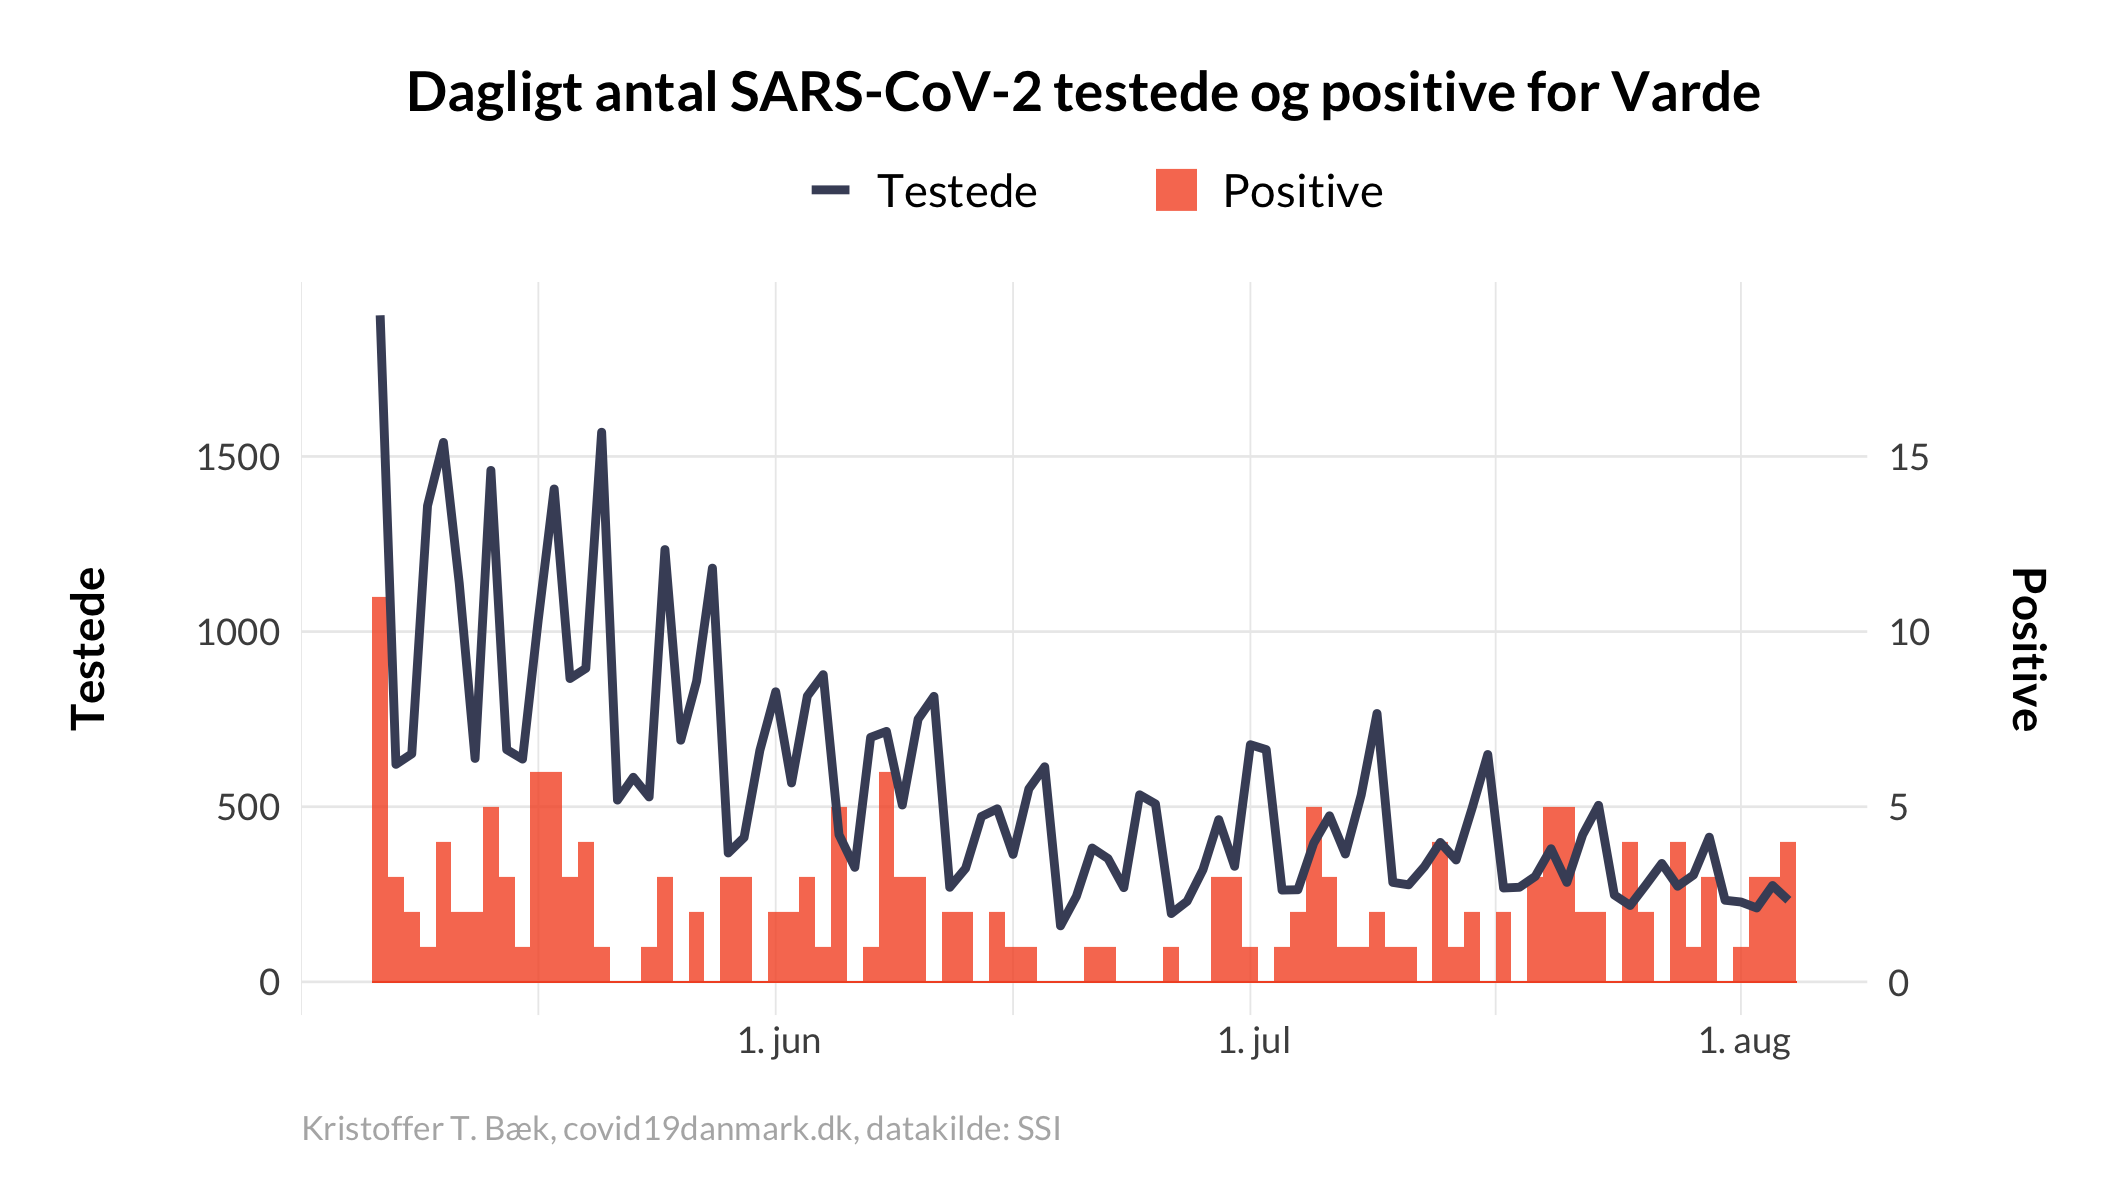 Dagligt antal SARS-CoV-2 testede og positive for Varde
Testede
Positive
1500
1000
500
0
15
10
5
0
Testede
Positive
1. jun
1. jul
1. aug
Kristoffer T. Bæk, covid19danmark.dk, datakilde: SSI